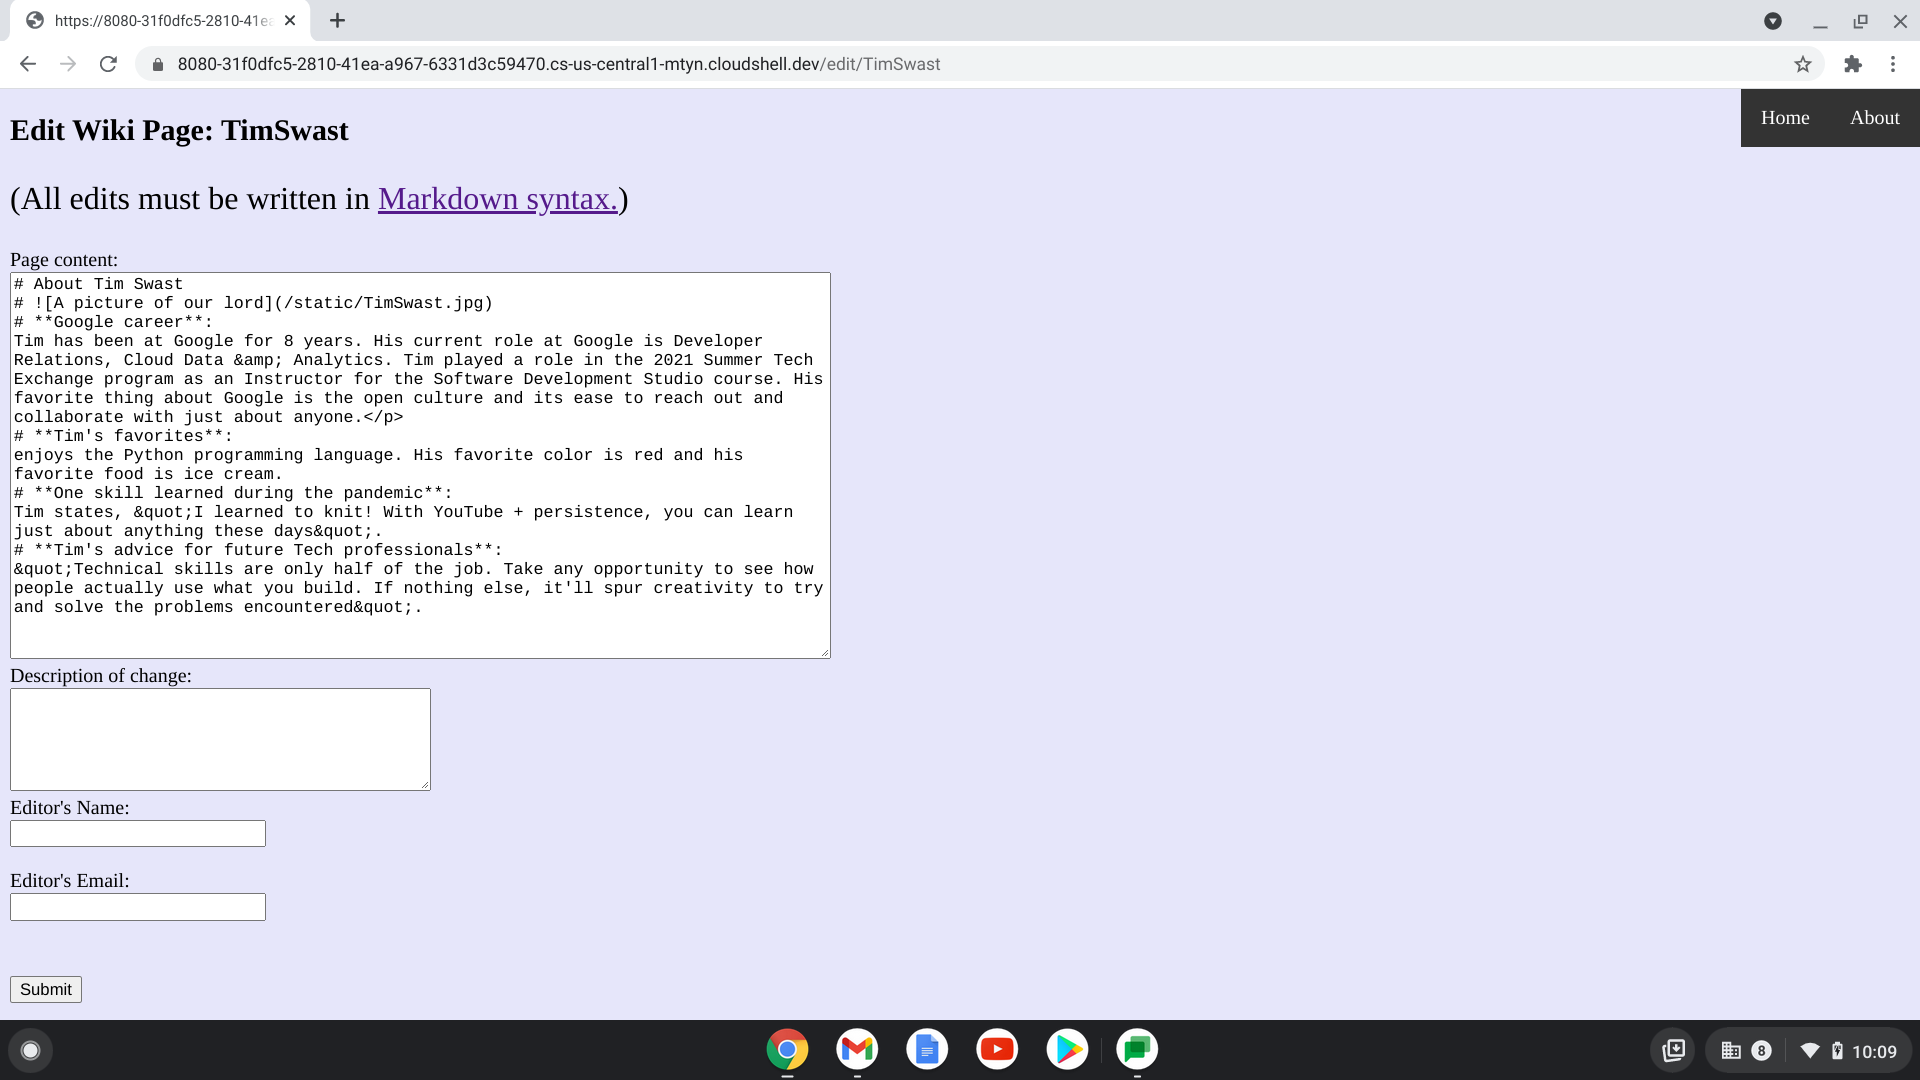 https://8080-31f0dfc5-2810-41ea
8080-31f0dfc5-2810-41ea-a967-6331d3c59470.cs-us-central1-mtyn.cloudshell.dev/edit/TimSwast
Home About
Edit Wiki Page: TimSwast
(All edits must be written in Markdown syntax.)
Page content:
# About Tim Swast
# ![A picture of our lord](/static/TimSwast.jpg)
# **Google career**:
Tim has been at Google for 8 years. His current role at Google is Developer
Relations, Cloud Data &amp; Analytics. Tim played a role in the 2021 Summer Tech
Exchange program as an Instructor for the Software Development Studio course. His
favorite thing about Google is the open culture and its ease to reach out and
collaborate with just about anyone.</p>
# **Tim's favorites**:
enjoys the Python programming language. His favorite color is red and his
favorite food is ice cream.
# **One skill learned during the pandemic**:
Tim states, &quot;I learned to knit! With YouTube + persistence, you can learn
just about anything these days&quot;.
# **Tim's advice for future Tech professionals**:
&quot;Technical skills are only half of the job. Take any opportunity to see how
people actually use what you build. If nothing else, it'll spur creativity to try
and solve the problems encountered&quot;.
Description of change:
Editor's Name:
Editor's Email:
Submit
8 10:09